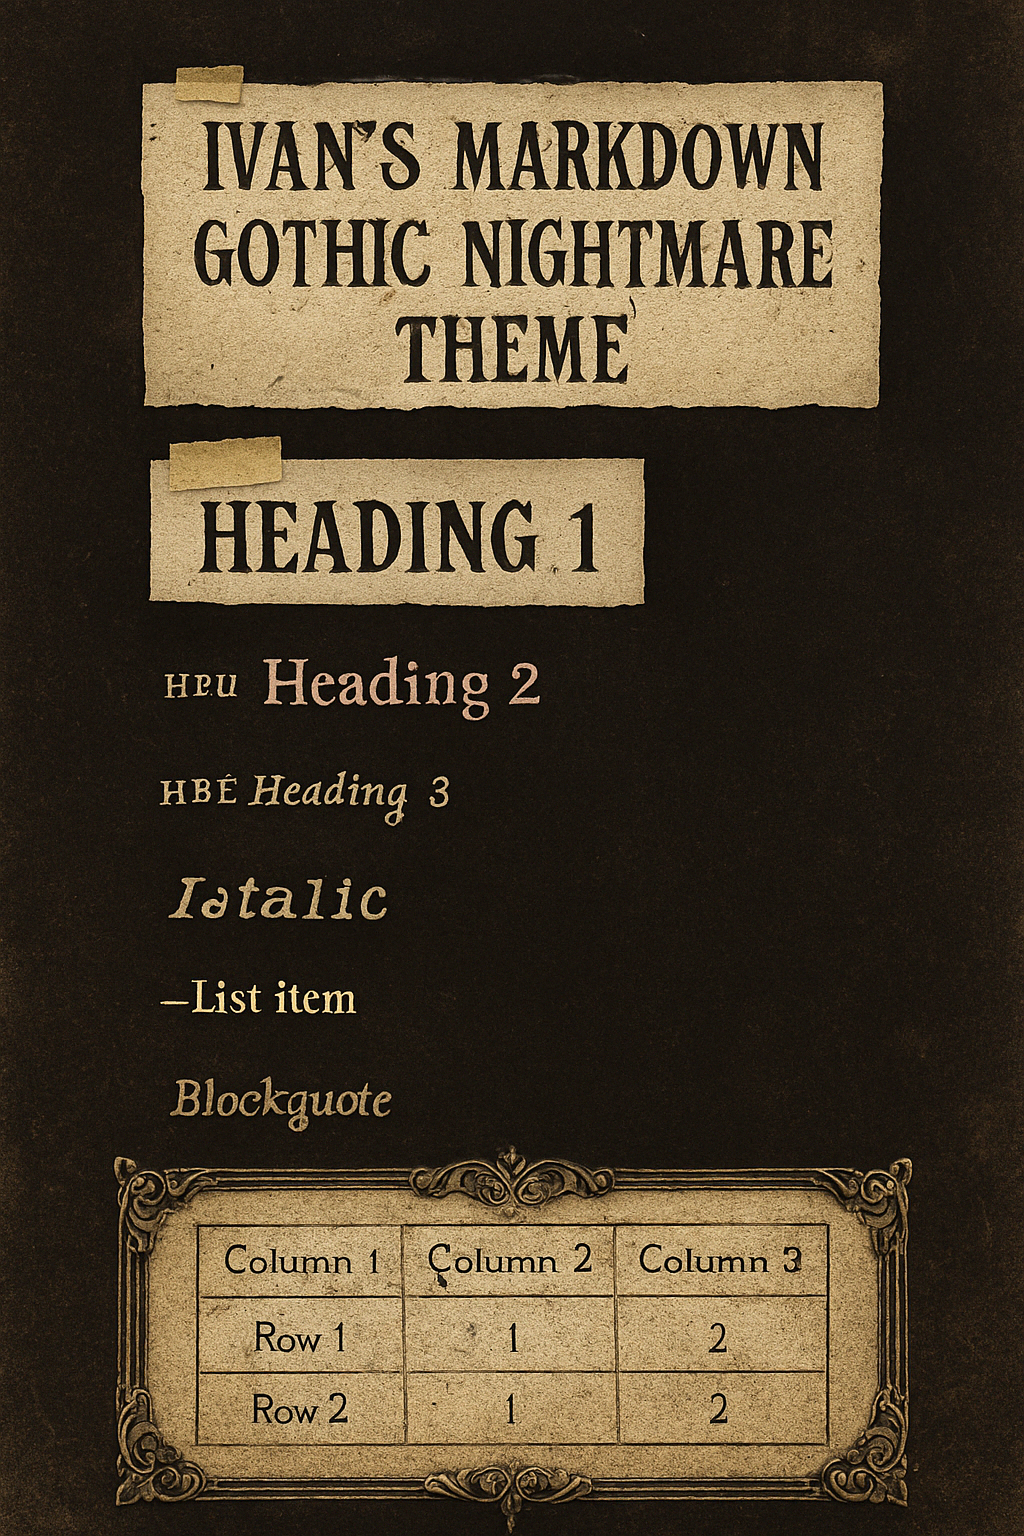 IVAN'S MARKDOWN
GOTHIC NIGHTMARE
THEME
HEADING 1
Heading 2
HBÉ Heading 3
Iatalic
–List item
Blockquote
Column 1 Column 2 Column 3
Row 1 1 2
Row 2 1 2